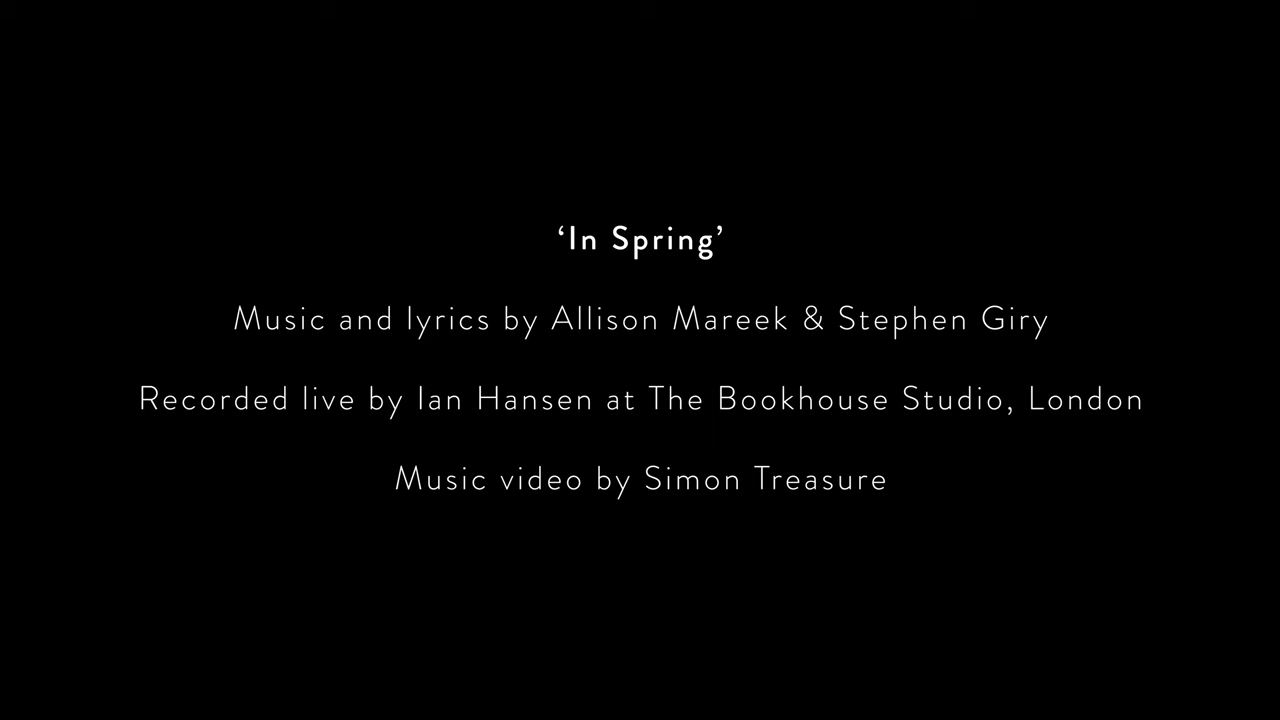 ‘In Spring’
Music and lyrics by Allison Mareek & Stephen Giry
Recorded live by Ian Hansen at The Bookhouse Studio, London
Music video by Simon Treasure